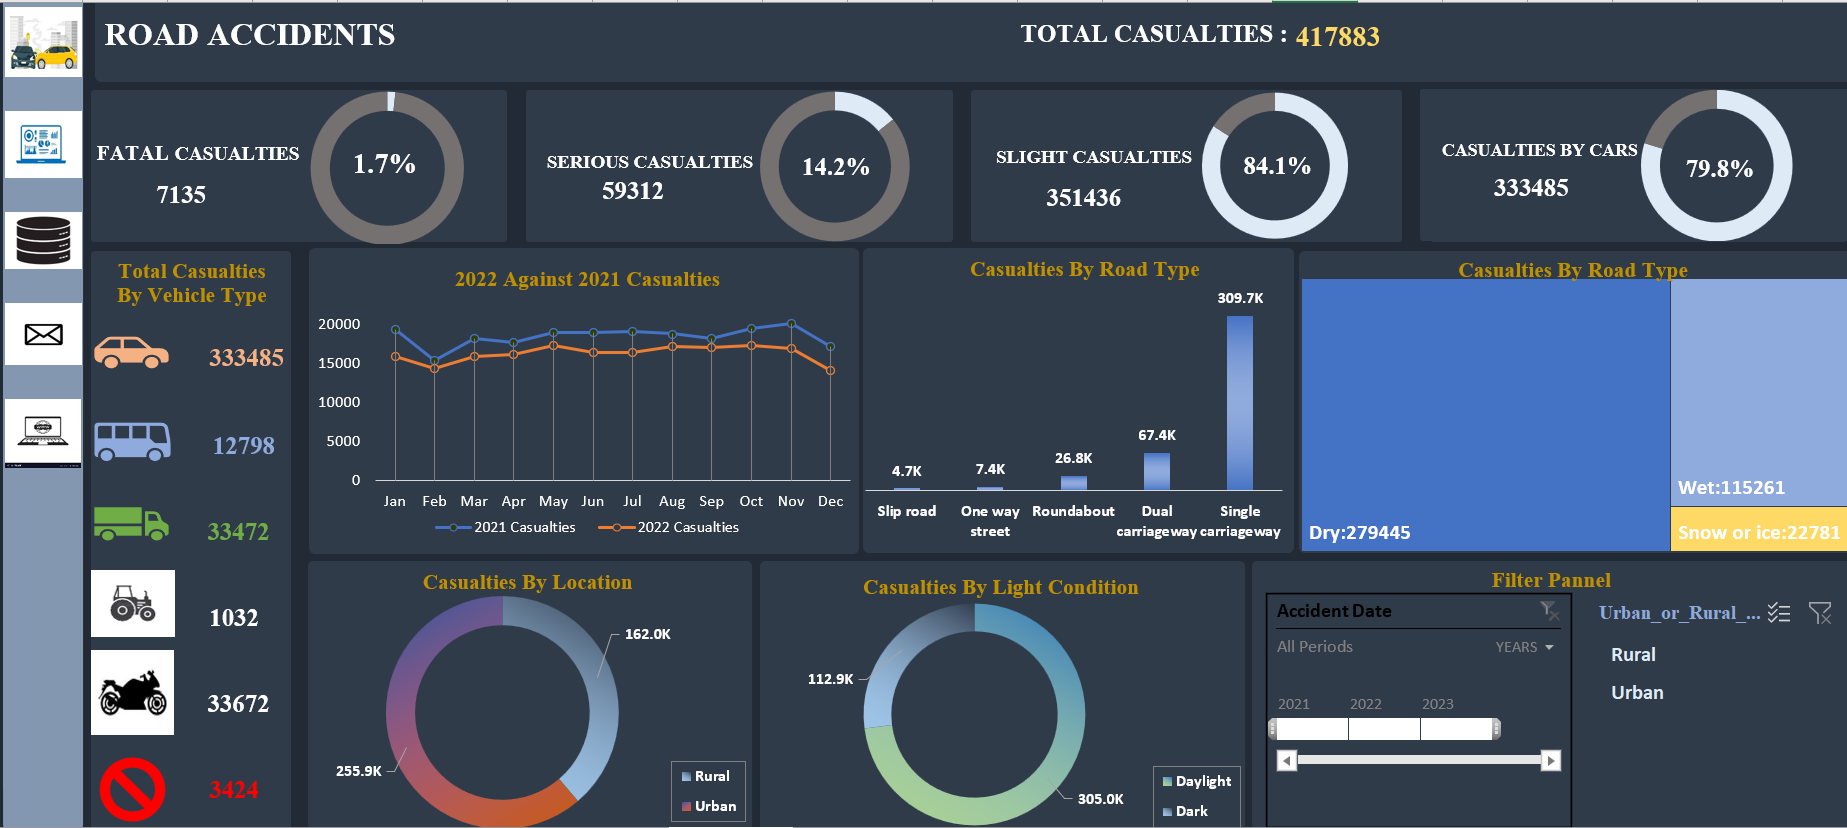 ROAD ACCIDENTS
TOTAL CASUALTIES : 417883
FATAL CASUALTIES
7135
1.7%
SERIOUS CASUALTIES
59312
14.2%
SLIGHT CASUALTIES
351436
84.1%
CASUALTIES BY CARS
333485
79.8%
Total Casualties
By Vehicle Type
333485
12798
33472
1032
33672
3424
2022 Against 2021 Casualties
20000
15000
10000
5000
0
Jan Feb Mar Apr May Jun Jul Aug Sep Oct Nov Dec
2021 Casualties 2022 Casualties
Casualties By Road Type
309.7K
67.4K
26.8K
7.4K
4.7K
Slip road One way Roundabout Dual Single
street carriageway carriageway
Casualties By Road Type
Wet:115261
Dry:279445
Snow or ice:22781
Casualties By Location
162.0K
255.9K
Rural
Urban
Casualties By Light Condition
112.9K
305.0K
Daylight
Dark
Filter Pannel
Accident Date
All Periods YEARS
2021 2022 2023
Urban_or_Rural_...
Rural
Urban